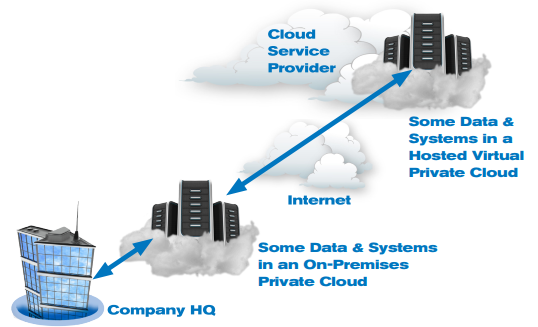 Cloud
Service
Provider
Some Data &
Systems in a
Hosted Virtual
Private Cloud
Internet
Some Data & Systems
in an On-Premises
Private Cloud
Company HQ